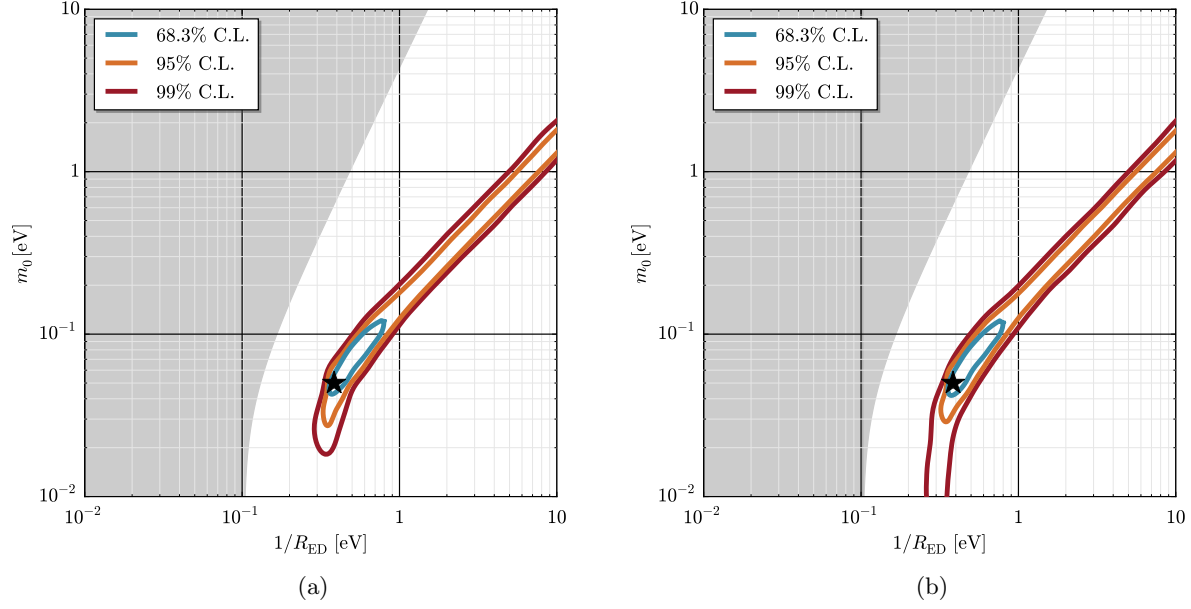 10
1
10⁻¹
10⁻²
m₀ [eV]
68.3% C.L.
95% C.L.
99% C.L.
10⁻²
10⁻¹
1
10
1/R_ED [eV]
(a)
10
1
10⁻¹
10⁻²
m₀ [eV]
68.3% C.L.
95% C.L.
99% C.L.
10⁻²
10⁻¹
1
10
1/R_ED [eV]
(b)